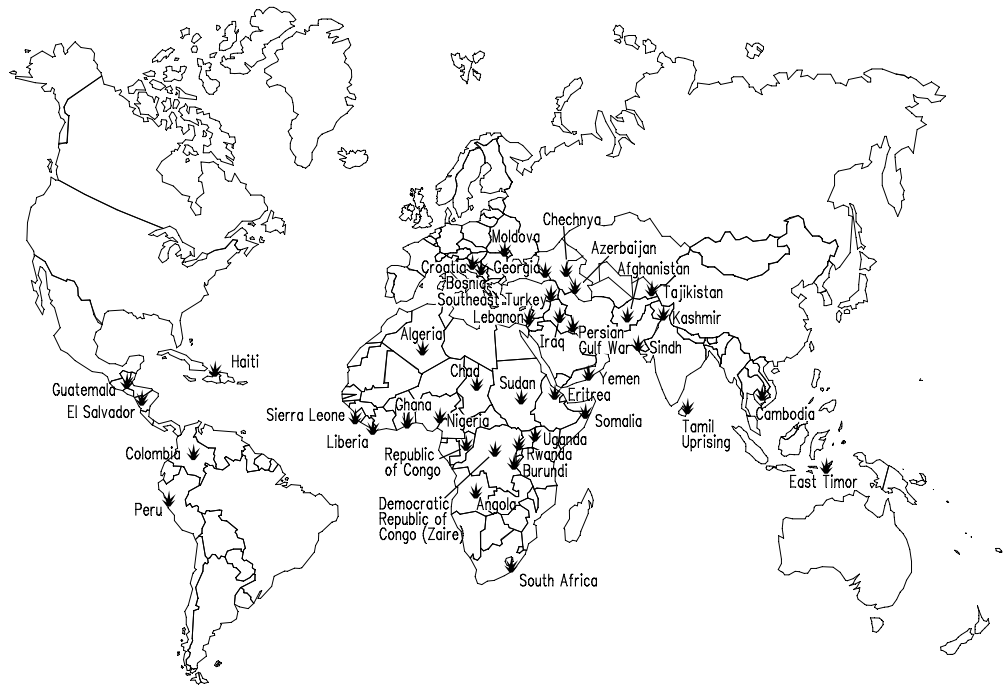 Chechnya
Moldova
Azerbaijan
Croatia
Georgia
Afghanistan
Bosnia
Southeast Turkey
Tajikistan
Lebanon
Kashmir
Iraq
Persian
Gulf War
Sindh
Algeria
Haiti
Guatemala
El Salvador
Chad
Sudan
Yemen
Eritrea
Sierra Leone
Ghana
Nigeria
Somalia
Liberia
Cambodia
Tamil
Uprising
Uganda
Rwanda
Burundi
Republic
of Congo
Colombia
Peru
East Timor
Democratic
Republic of
Congo (Zaire)
Angola
South Africa